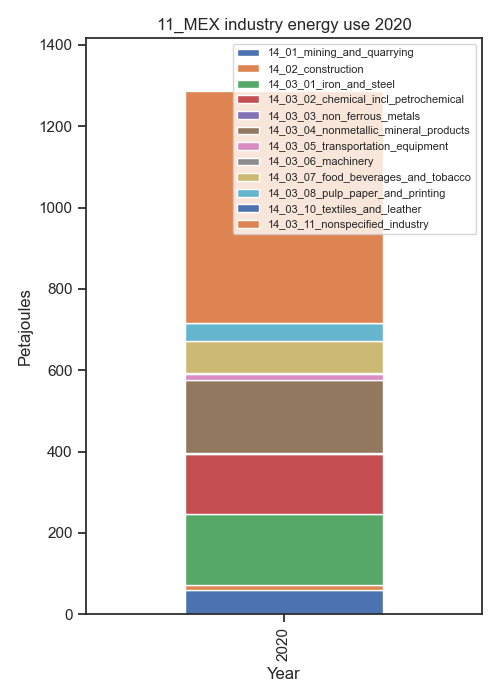 11_MEX industry energy use 2020
14_01_mining_and_quarrying
14_02_construction
14_03_01_iron_and_steel
14_03_02_chemical_incl_petrochemical
14_03_03_non_ferrous_metals
14_03_04_nonmetallic_mineral_products
14_03_05_transportation_equipment
14_03_06_machinery
14_03_07_food_beverages_and_tobacco
14_03_08_pulp_paper_and_printing
14_03_10_textiles_and_leather
14_03_11_nonspecified_industry
1400
1200
1000
800
600
400
200
0
Petajoules
2020
Year